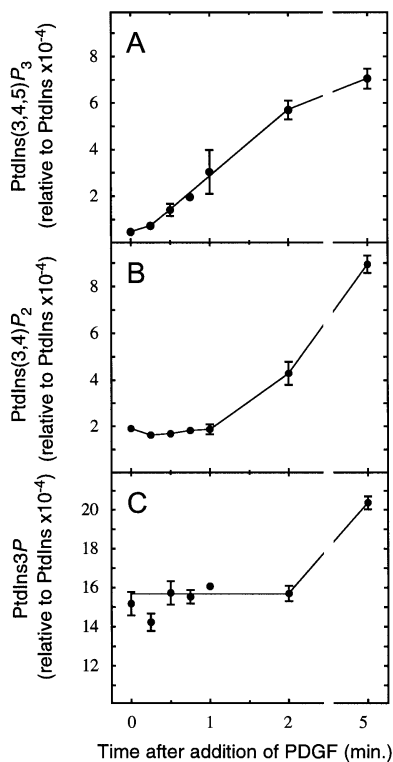 A
PtdIns(3,4,5)P3
(relative to PtdIns x10-4)
8
6
4
2
B
PtdIns(3,4)P2
(relative to PtdIns x10-4)
8
6
4
2
C
PtdIns3P
(relative to PtdIns x10-4)
20
18
16
14
12
0 1 2 5
Time after addition of PDGF (min.)